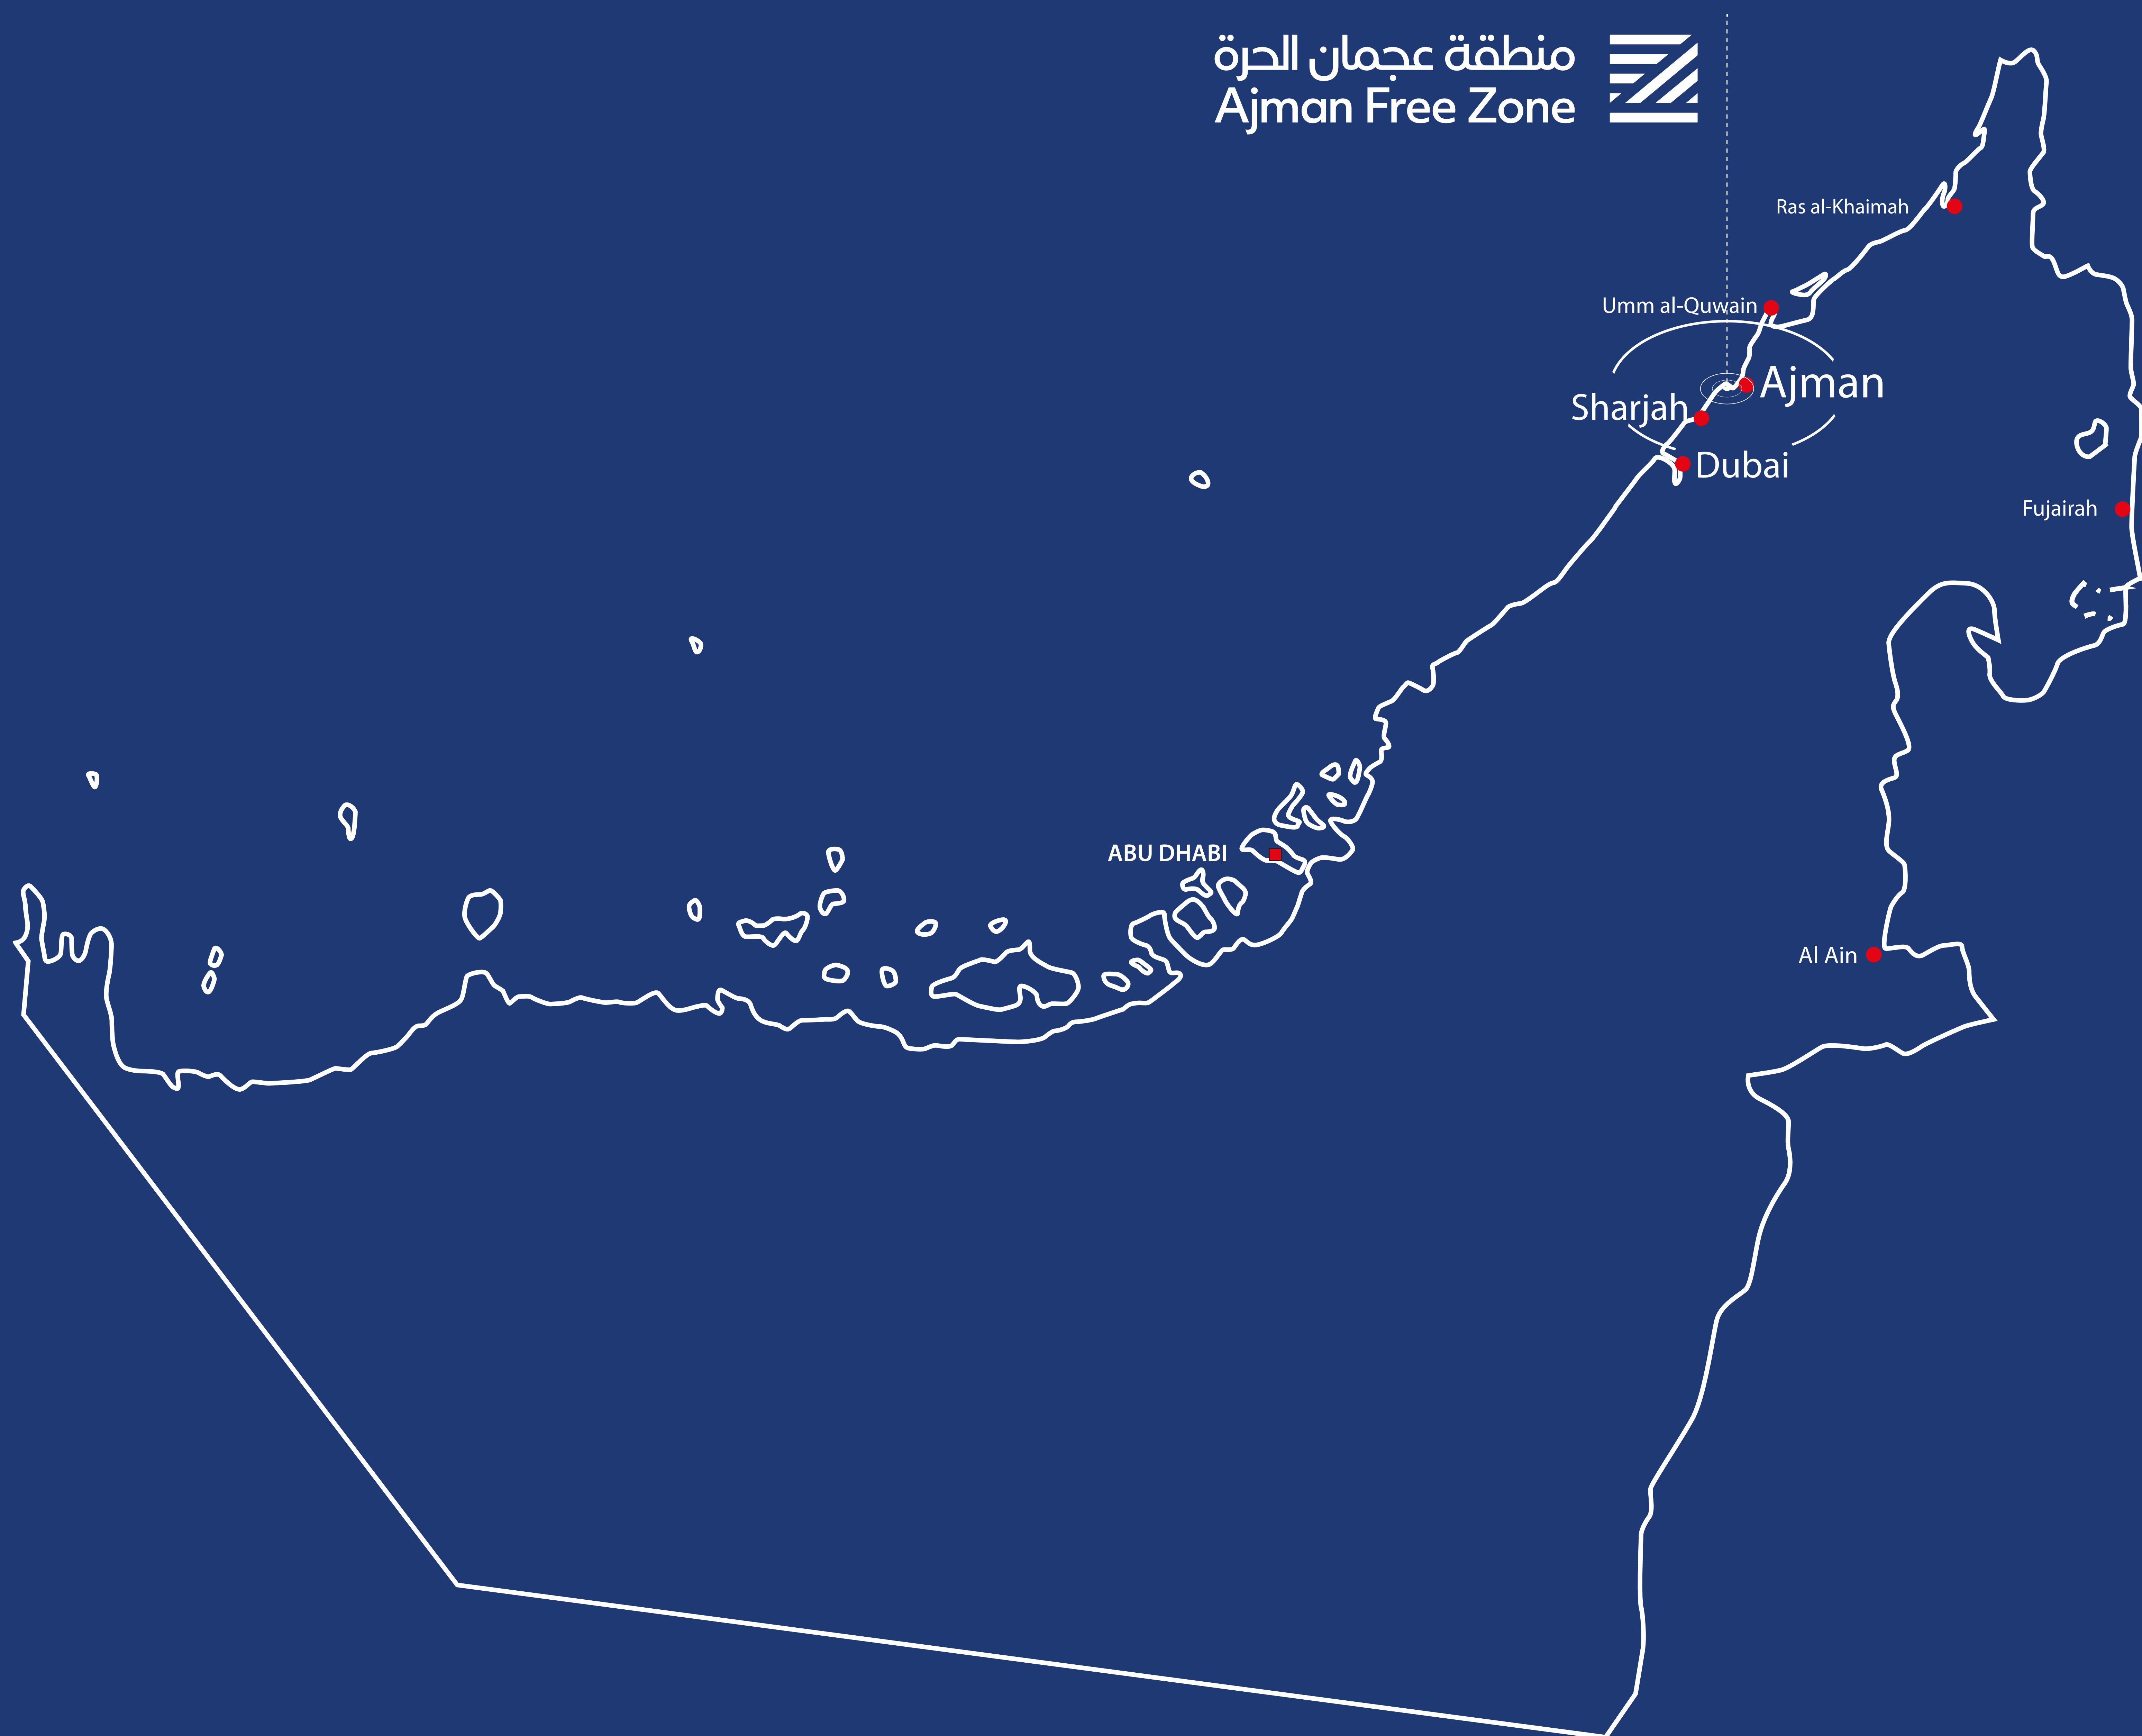 منطقة عجمان الحرة
Ajman Free Zone
Ras al-Khaimah
Umm al-Quwain
Ajman
Sharjah
Dubai
Fujairah
ABU DHABI
Al Ain